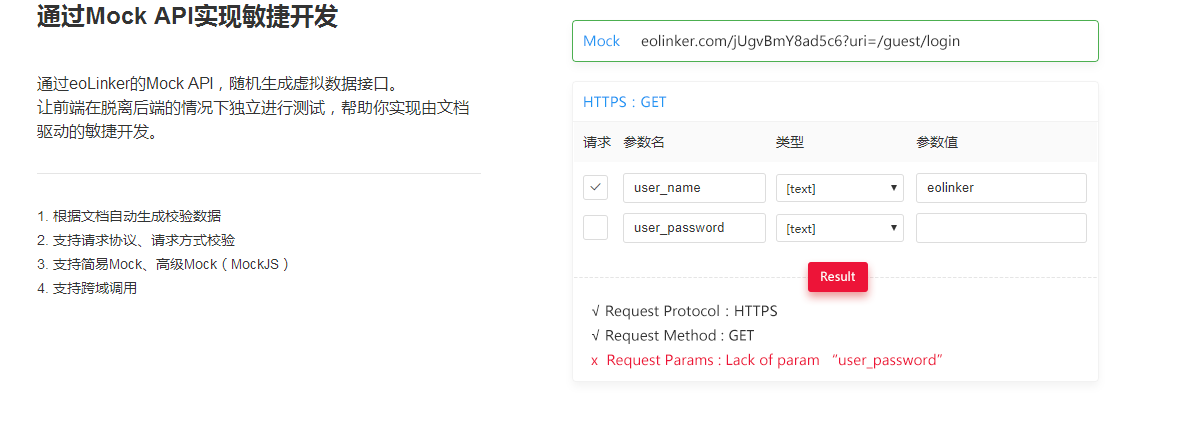 通过Mock API实现敏捷开发
通过eoLinker的Mock API，随机生成虚拟数据接口。
让前端在脱离后端的情况下独立进行测试，帮助你实现由文档
驱动的敏捷开发。
1. 根据文档自动生成校验数据
2. 支持请求协议、请求方式校验
3. 支持简易Mock、高级Mock（MockJS）
4. 支持跨域调用
Mock eolinker.com/jUgvBmY8ad5c6?uri=/guest/login
HTTPS：GET
请求 参数名 类型 参数值
user_name [text] eolinker
user_password [text]
Result
√ Request Protocol：HTTPS
√ Request Method : GET
x Request Params : Lack of param “user_password”